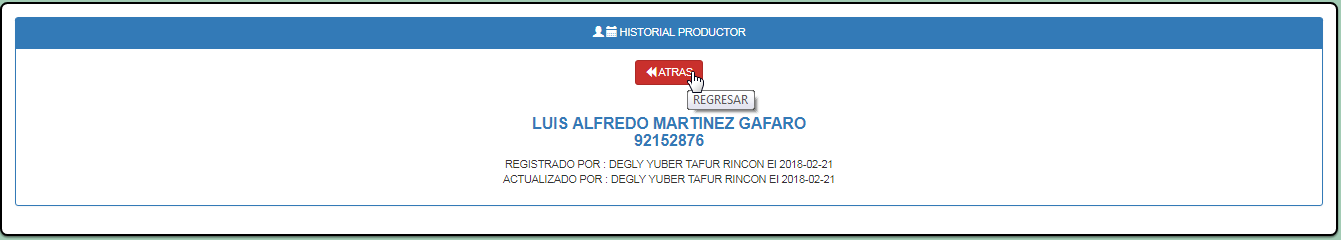 HISTORIAL PRODUCTOR
ATRAS
REGRESAR
LUIS ALFREDO MARTINEZ GAFARO
92152876
REGISTRADO POR : DEGLY YUBER TAFUR RINCON El 2018-02-21
ACTUALIZADO POR : DEGLY YUBER TAFUR RINCON El 2018-02-21